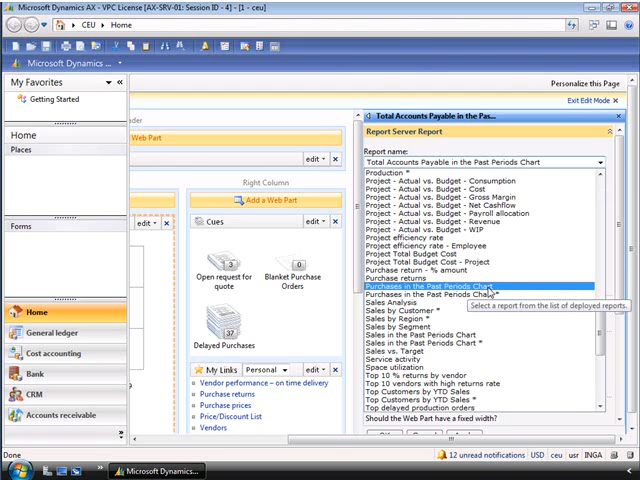 Microsoft Dynamics AX - VPC License [AX-SRV-01: Session ID - 4] - [1 - ceu]
CEU
Home
Microsoft Dynamics ...
My Favorites
Getting Started
Home
Places
Forms
Home
General ledger
Cost accounting
Bank
CRM
Accounts receivable
Personalize this Page
Exit Edit Mode
ader
Web Part
edit
Right Column
edit
Add a Web Part
Cues
3
Open request for quote
0
Blanket Purchase Orders
37
Delayed Purchases
My Links
Personal
edit
Vendor performance – on time delivery
Purchase returns
Purchase prices
Price/Discount List
Vendors
Total Accounts Payable in the Pas...
Report Server Report
Report name:
Total Accounts Payable in the Past Periods Chart
Production *
Project - Actual vs. Budget - Consumption
Project - Actual vs. Budget - Cost
Project - Actual vs. Budget - Gross Margin
Project - Actual vs. Budget - Net Cashflow
Project - Actual vs. Budget - Payroll allocation
Project - Actual vs. Budget - Revenue
Project - Actual vs. Budget - WIP
Project efficiency rate
Project efficiency rate - Employee
Project Total Budget Cost
Project Total Budget Cost - Project
Purchase return - % amount
Purchase returns
Purchases in the Past Periods Chart
Purchases in the Past Periods Chart *
Select a report from the list of deployed reports.
Sales Analysis
Sales by Customer *
Sales by Region *
Sales by Segment
Sales in the Past Periods Chart
Sales in the Past Periods Chart *
Sales vs. Target
Service activity
Space utilization
Top 10 % returns by vendor
Top 10 vendors with high returns rate
Top Customers by YTD Sales
Top Customers by YTD Sales *
Top delayed production orders
Should the Web Part have a fixed width?
Done
12 unread notifications
USD
ceu
usr
INGA
Microsoft Dynamics...